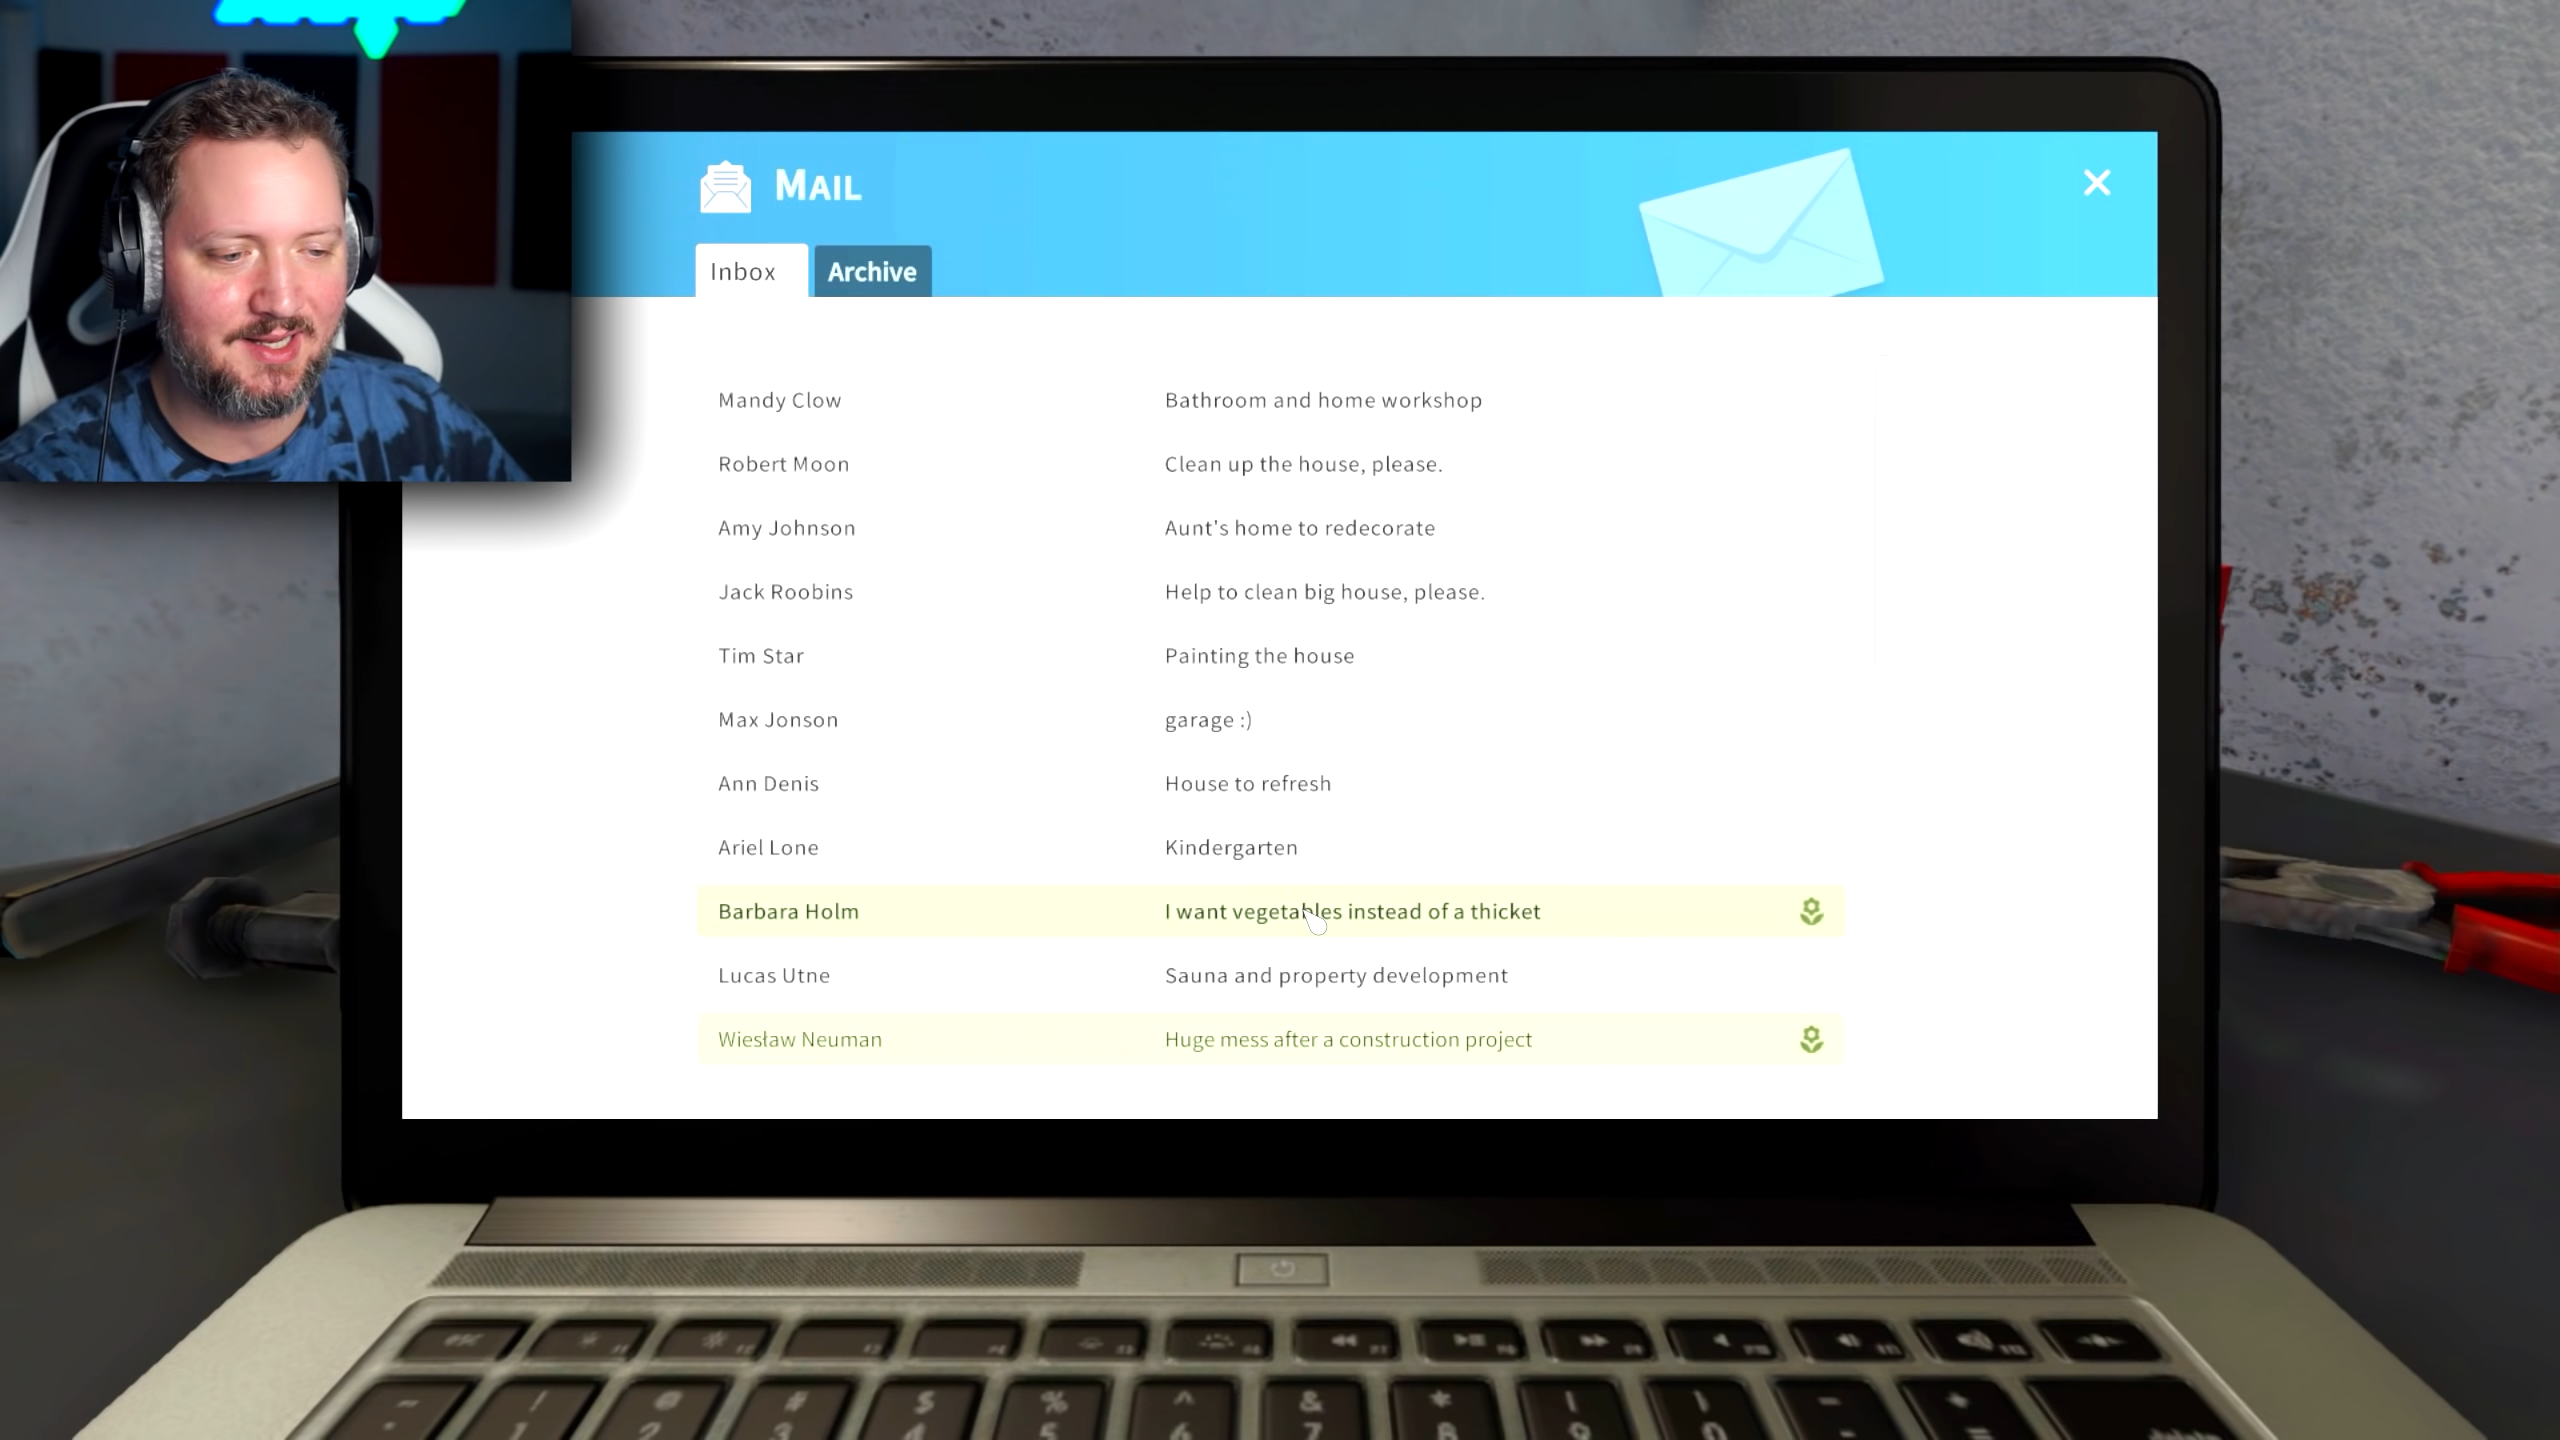 MAIL
Inbox
Archive
Mandy Clow Bathroom and home workshop
Robert Moon Clean up the house, please.
Amy Johnson Aunt's home to redecorate
Jack Roobins Help to clean big house, please.
Tim Star Painting the house
Max Jonson garage :)
Ann Denis House to refresh
Ariel Lone Kindergarten
Barbara Holm I want vegetables instead of a thicket
Lucas Utne Sauna and property development
Wiesław Neuman Huge mess after a construction project